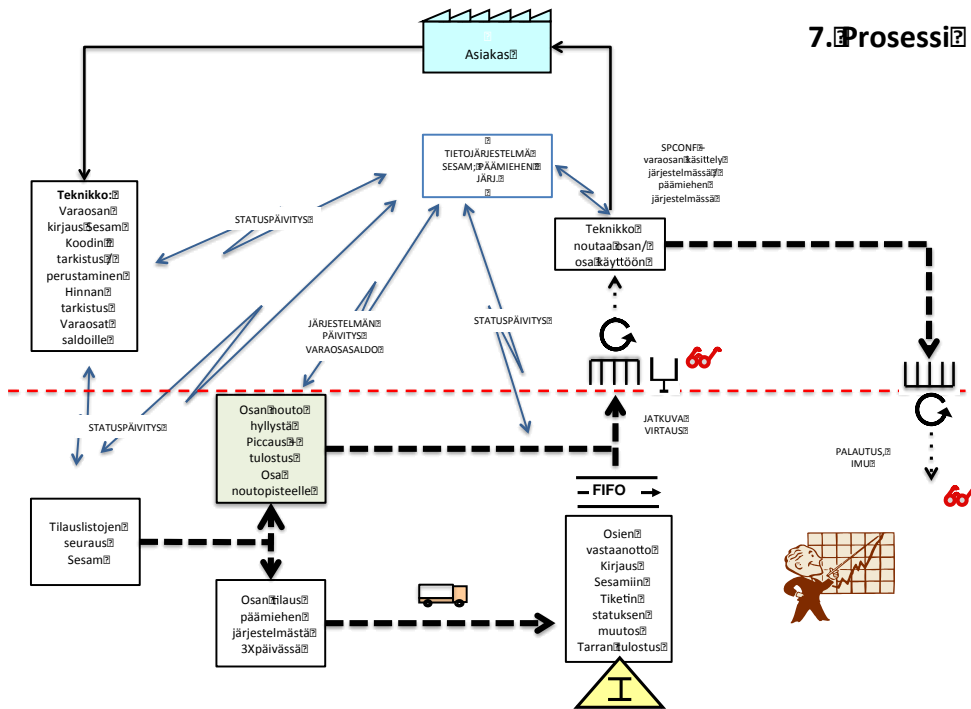 7. Prosessi
Asiakas
TIETOJÄRJESTELMÄ
SESAM; PÄÄMIEHEN
JÄRJ.
SPCONF –
varaosan käsittely
järjestelmässä /
päämiehen
järjestelmässä
Teknikko:
Varaosan
kirjaus Sesam
Koodin
tarkistus /
perustaminen
Hinnan
tarkistus
Varaosat
saldoille
STATUSPÄIVITYS
Teknikko
noutaa osan/
osa käyttöön
JÄRJESTELMÄN
PÄIVITYS
VARAOSASALDO
STATUSPÄIVITYS
STATUSPÄIVITYS
Osan nouto
hyllystä
Piccaus +
tulostus
Osa
noutopisteelle
JATKUVA
VIRTAUS
PALAUTUS,
IMU
FIFO
Tilauslistojen
seuraus
Sesam
Osien
vastaanotto
Kirjaus
Sesamiin
Tiketin
statuksen
muutos
Tarran tulostus
Osan tilaus
päämiehen
järjestelmästä
3Xpäivässä
I